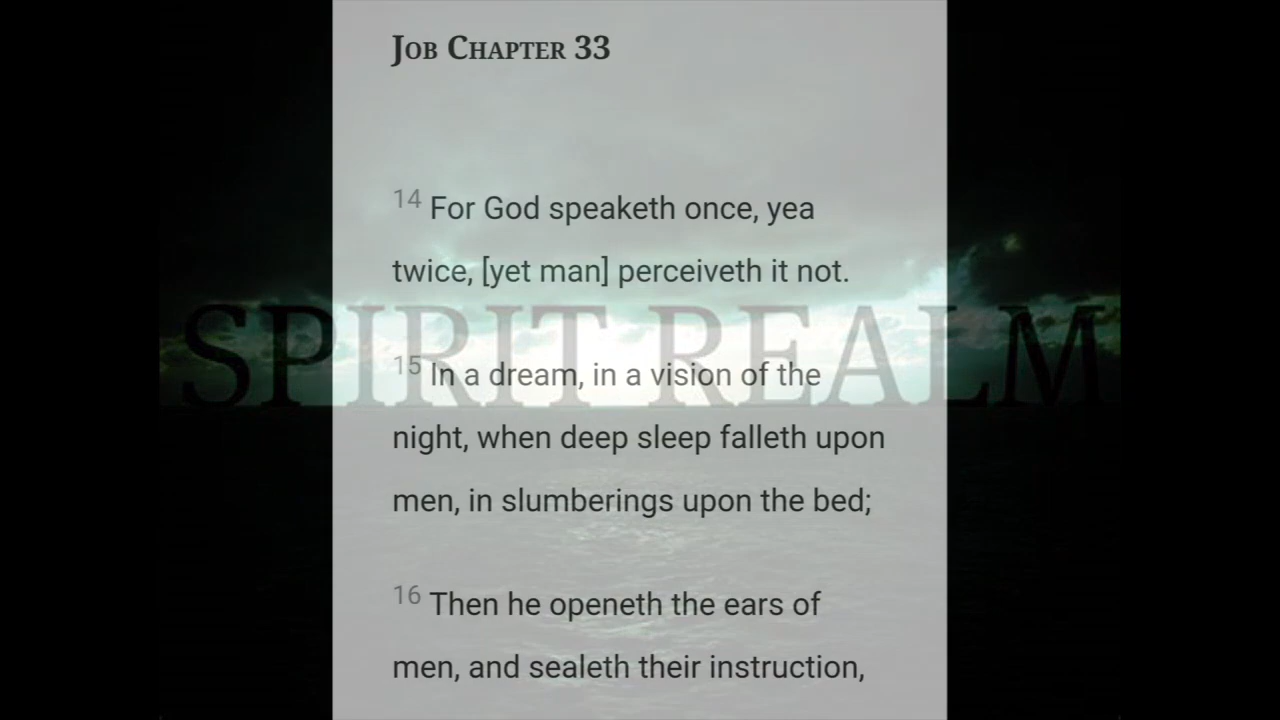 Job Chapter 33
14 For God speaketh once, yea
twice, [yet man] perceiveth it not.
SPIRIT REALM
15 In a dream, in a vision of the
night, when deep sleep falleth upon
men, in slumberings upon the bed;
16 Then he openeth the ears of
men, and sealeth their instruction,